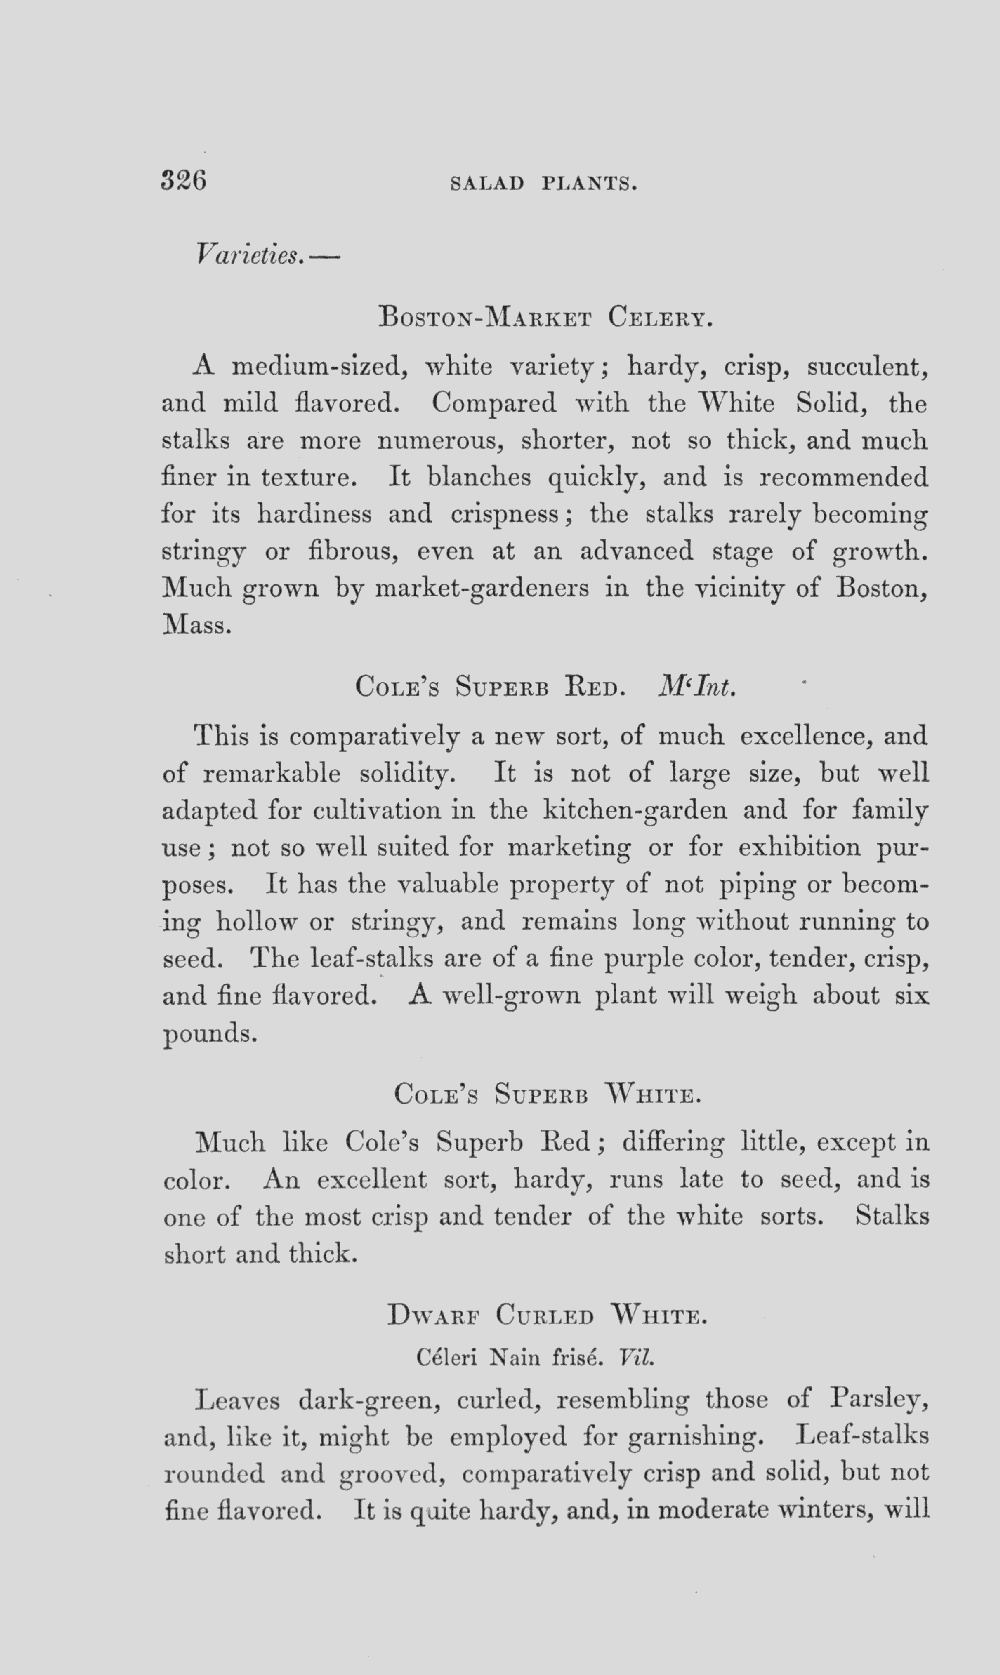 326 SALAD PLANTS.
Varieties. —
BOSTON-MARKET CELERY.
A medium-sized, white variety; hardy, crisp, succulent,
and mild flavored. Compared with the White Solid, the
stalks are more numerous, shorter, not so thick, and much
finer in texture. It blanches quickly, and is recommended
for its hardiness and crispness; the stalks rarely becoming
stringy or fibrous, even at an advanced stage of growth.
Much grown by market-gardeners in the vicinity of Boston,
Mass.
COLE'S SUPERB RED. M‘Int.
This is comparatively a new sort, of much excellence, and
of remarkable solidity. It is not of large size, but well
adapted for cultivation in the kitchen-garden and for family
use; not so well suited for marketing or for exhibition pur-
poses. It has the valuable property of not piping or becom-
ing hollow or stringy, and remains long without running to
seed. The leaf-stalks are of a fine purple color, tender, crisp,
and fine flavored. A well-grown plant will weigh about six
pounds.
COLE'S SUPERB WHITE.
Much like Cole's Superb Red; differing little, except in
color. An excellent sort, hardy, runs late to seed, and is
one of the most crisp and tender of the white sorts. Stalks
short and thick.
DWARF CURLED WHITE.
Céleri Nain frisé. Vil.
Leaves dark-green, curled, resembling those of Parsley,
and, like it, might be employed for garnishing. Leaf-stalks
rounded and grooved, comparatively crisp and solid, but not
fine flavored. It is quite hardy, and, in moderate winters, will